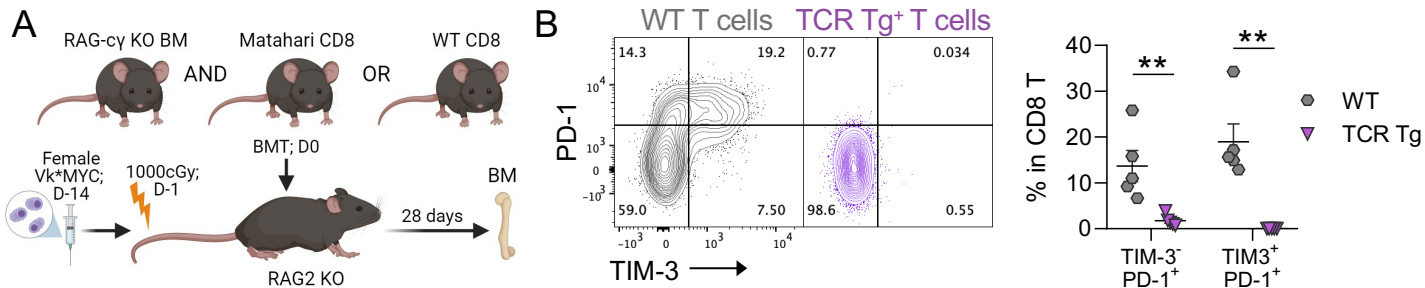 A
RAG-cγ KO BM
Matahari CD8
WT CD8
AND
OR
Female
Vk*MYC;
D-14
1000cGy;
D-1
BMT; D0
28 days
BM
RAG2 KO
B
WT T cells
TCR Tg⁺ T cells
14.3
19.2
0.77
0.034
59.0
7.50
98.6
0.55
PD-1
10⁴
10³
0
-10³
-10³
0
10³
10⁴
TIM-3
% in CD8 T
40
30
20
10
0
**
**
TIM-3⁻
PD-1⁺
TIM3⁺
PD-1⁺
WT
TCR Tg